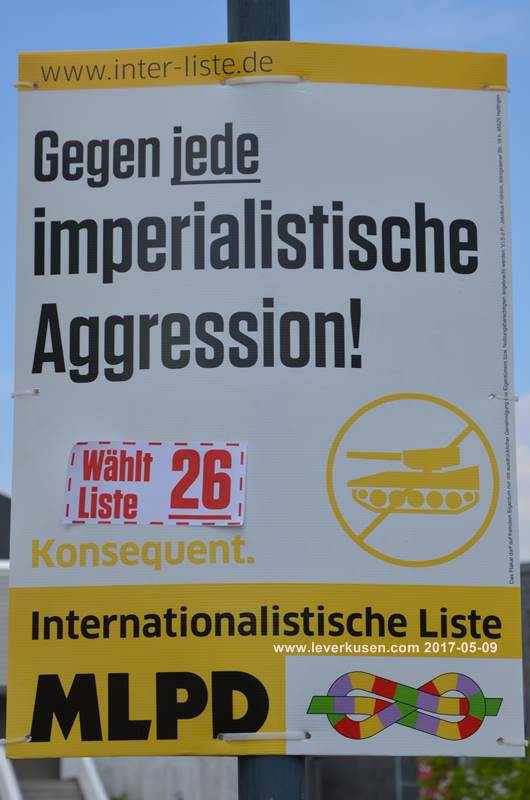 www.inter-liste.de
Gegen jede
imperialistische
Aggression!
Wählt
Liste
26
Konsequent.
Internationalistische Liste
www.leverkusen.com 2017-05-09
MLPD